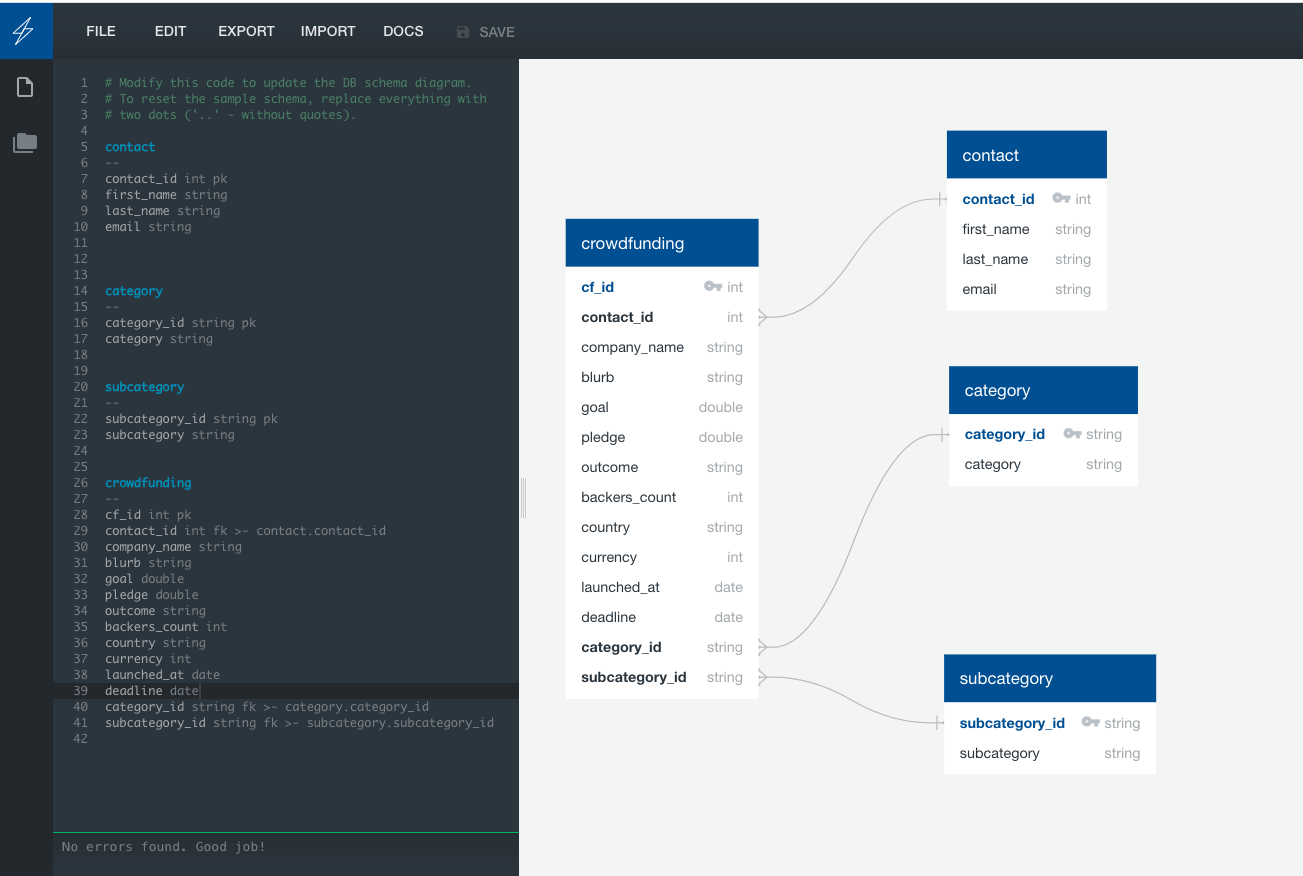 FILE EDIT EXPORT IMPORT DOCS SAVE
1 # Modify this code to update the DB schema diagram.
2 # To reset the sample schema, replace everything with
3 # two dots ('..' - without quotes).
4
5 contact
6 --
7 contact_id int pk
8 first_name string
9 last_name string
10 email string
11
12
13
14 category
15 --
16 category_id string pk
17 category string
18
19
20 subcategory
21 --
22 subcategory_id string pk
23 subcategory string
24
25
26 crowdfunding
27 --
28 cf_id int pk
29 contact_id int fk >- contact.contact_id
30 company_name string
31 blurb string
32 goal double
33 pledge double
34 outcome string
35 backers_count int
36 country string
37 currency int
38 launched_at date
39 deadline date
40 category_id string fk >- category.category_id
41 subcategory_id string fk >- subcategory.subcategory_id
42
No errors found. Good job!
crowdfunding
cf_id int
contact_id int
company_name string
blurb string
goal double
pledge double
outcome string
backers_count int
country string
currency int
launched_at date
deadline date
category_id string
subcategory_id string
contact
contact_id int
first_name string
last_name string
email string
category
category_id string
category string
subcategory
subcategory_id string
subcategory string